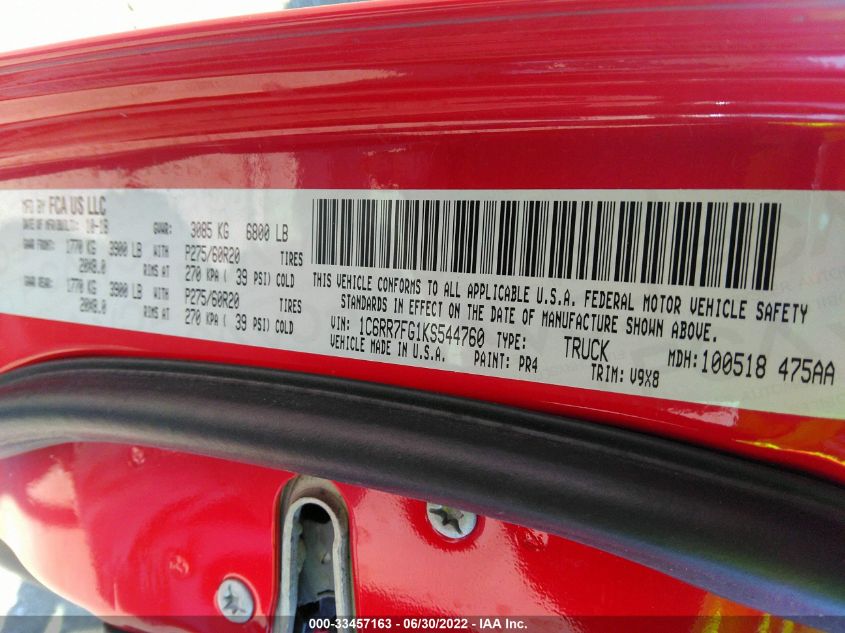 MFD BY FCA US LLC
DATE OF MFR/BUILT: 10-18 GVWR: 3085 KG 6800 LB
GAWR FRONT: 1770 KG 3900 LB WITH P275/60R20 TIRES
20X8.0 RIMS AT 270 KPA ( 39 PSI) COLD
GAWR REAR: 1770 KG 3900 LB WITH P275/60R20 TIRES
20X8.0 RIMS AT 270 KPA ( 39 PSI) COLD
THIS VEHICLE CONFORMS TO ALL APPLICABLE U.S.A. FEDERAL MOTOR VEHICLE SAFETY
STANDARDS IN EFFECT ON THE DATE OF MANUFACTURE SHOWN ABOVE.
VIN: 1C6RR7FG1KS544760 TYPE: TRUCK MDH:100518 475AA
VEHICLE MADE IN U.S.A. PAINT: PR4 TRIM: V9X8
000-33457163 - 06/30/2022 - IAA Inc.